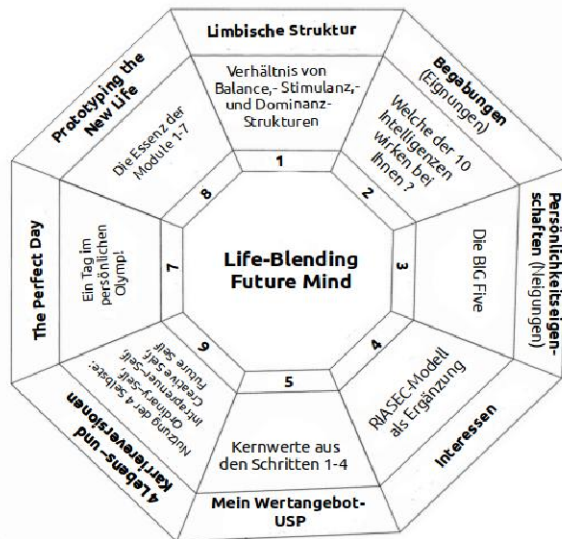 Life-Blending
Future Mind
Limbische Struktur
Verhältnis von
Balance,- Stimulanz,-
und Dominanz-
Strukturen
1
Begabungen
(Eignungen)
Welche der 10
Intelligenzen
wirken bei
Ihnen ?
2
Persönlichkeitseigen-
schaften (Neigungen)
Die BIG Five
3
Interessen
RIASEC-Modell
als Ergänzung
4
5
Kernwerte aus
den Schritten 1-4
Mein Wertangebot-
USP
4 Lebens- und
Karriereversionen
Nutzung der 4 Selbste:
Ordinary-Self,
Intrapreneur-Self,
Creative Self,
Future Self
6
The Perfect Day
Ein Tag im
persönlichen
Olymp!
7
Prototyping the
New Life
Die Essenz der
Module 1-7
8